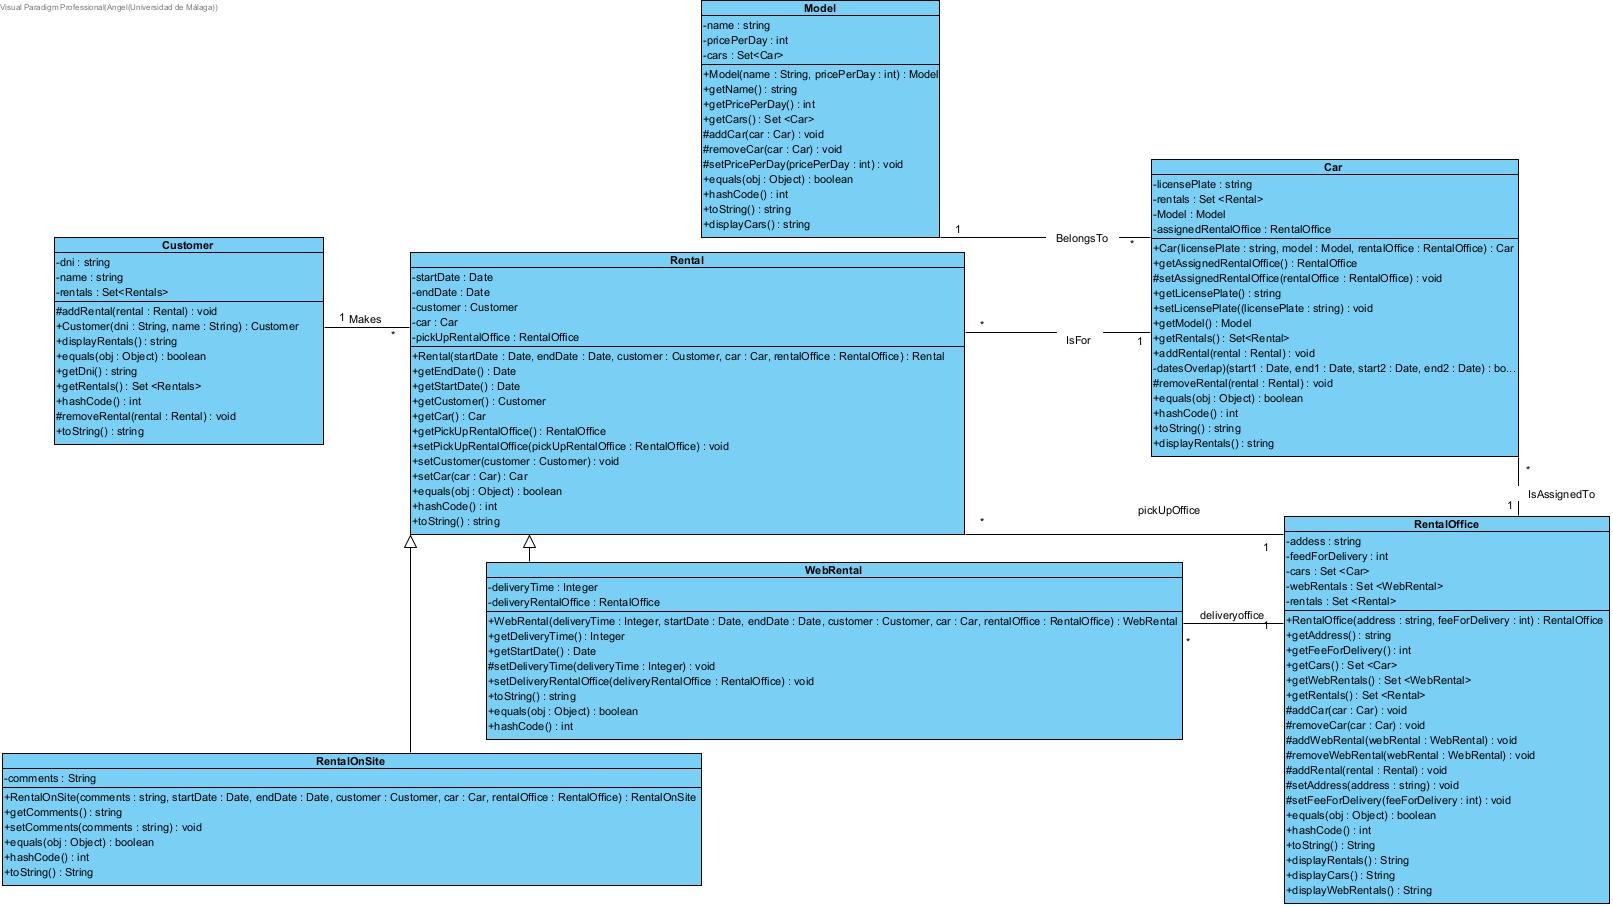 Visual Paradigm Professional(Angel(Universidad de Málaga))
Model
-name : string
-pricePerDay : int
-cars : Set<Car>
+Model(name : String, pricePerDay : int) : Model
+getName() : string
+getPricePerDay() : int
+getCars() : Set <Car>
#addCar(car : Car) : void
#removeCar(car : Car) : void
#setPricePerDay(pricePerDay : int) : void
+equals(obj : Object) : boolean
+hashCode() : int
+toString() : string
+displayCars() : string
1
BelongsTo
*
Car
-licensePlate : string
-rentals : Set <Rental>
-Model : Model
-assignedRentalOffice : RentalOffice
+Car(licensePlate : string, model : Model, rentalOffice : RentalOffice) : Car
+getAssignedRentalOffice() : RentalOffice
#setAssignedRentalOffice(rentalOffice : RentalOffice) : void
+getLicensePlate() : string
+setLicensePlate((licensePlate : string) : void
+getModel() : Model
+getRentals() : Set<Rental>
+addRental(rental : Rental) : void
-datesOverlap)(start1 : Date, end1 : Date, start2 : Date, end2 : Date) : bo...
#removeRental(rental : Rental) : void
+equals(obj : Object) : boolean
+hashCode() : int
+toString() : string
+displayRentals() : string
Customer
-dni : string
-name : string
-rentals : Set<Rentals>
#addRental(rental : Rental) : void
+Customer(dni : String, name : String) : Customer
+displayRentals() : string
+equals(obj : Object) : boolean
+getDni() : string
+getRentals() : Set <Rentals>
+hashCode() : int
#removeRental(rental : Rental) : void
+toString() : string
1 Makes
*
Rental
-startDate : Date
-endDate : Date
-customer : Customer
-car : Car
-pickUpRentalOffice : RentalOffice
+Rental(startDate : Date, endDate : Date, customer : Customer, car : Car, rentalOffice : RentalOffice) : Rental
+getEndDate() : Date
+getStartDate() : Date
+getCustomer() : Customer
+getCar() : Car
+getPickUpRentalOffice() : RentalOffice
+setPickUpRentalOffice(pickUpRentalOffice : RentalOffice) : void
+setCustomer(customer : Customer) : void
+setCar(car : Car) : Car
+equals(obj : Object) : boolean
+hashCode() : int
+toString() : string
*
IsFor
1
*
IsAssignedTo
1
pickUpOffice
*
1
WebRental
-deliveryTime : Integer
-deliveryRentalOffice : RentalOffice
+WebRental(deliveryTime : Integer, startDate : Date, endDate : Date, customer : Customer, car : Car, rentalOffice : RentalOffice) : WebRental
+getDeliveryTime() : Integer
+getStartDate() : Date
#setDeliveryTime(deliveryTime : Integer) : void
+setDeliveryRentalOffice(deliveryRentalOffice : RentalOffice) : void
+toString() : string
+equals(obj : Object) : boolean
+hashCode() : int
deliveryoffice
1
*
RentalOffice
-addess : string
-feedForDelivery : int
-cars : Set <Car>
-webRentals : Set <WebRental>
-rentals : Set <Rental>
+RentalOffice(address : string, feeForDelivery : int) : RentalOffice
+getAddress() : string
+getFeeForDelivery() : int
+getCars() : Set <Car>
+getWebRentals() : Set <WebRental>
+getRentals() : Set <Rental>
#addCar(car : Car) : void
#removeCar(car : Car) : void
#addWebRental(webRental : WebRental) : void
#removeWebRental(webRental : WebRental) : void
#addRental(rental : Rental) : void
#setAddress(address : string) : void
#setFeeForDelivery(feeForDelivery : int) : void
+equals(obj : Object) : boolean
+hashCode() : int
+toString() : String
+displayRentals() : String
+displayCars() : String
+displayWebRentals() : String
RentalOnSite
-comments : String
+RentalOnSite(comments : string, startDate : Date, endDate : Date, customer : Customer, car : Car, rentalOffice : RentalOffice) : RentalOnSite
+getComments() : string
+setComments(comments : string) : void
+equals(obj : Object) : boolean
+hashCode() : int
+toString() : String